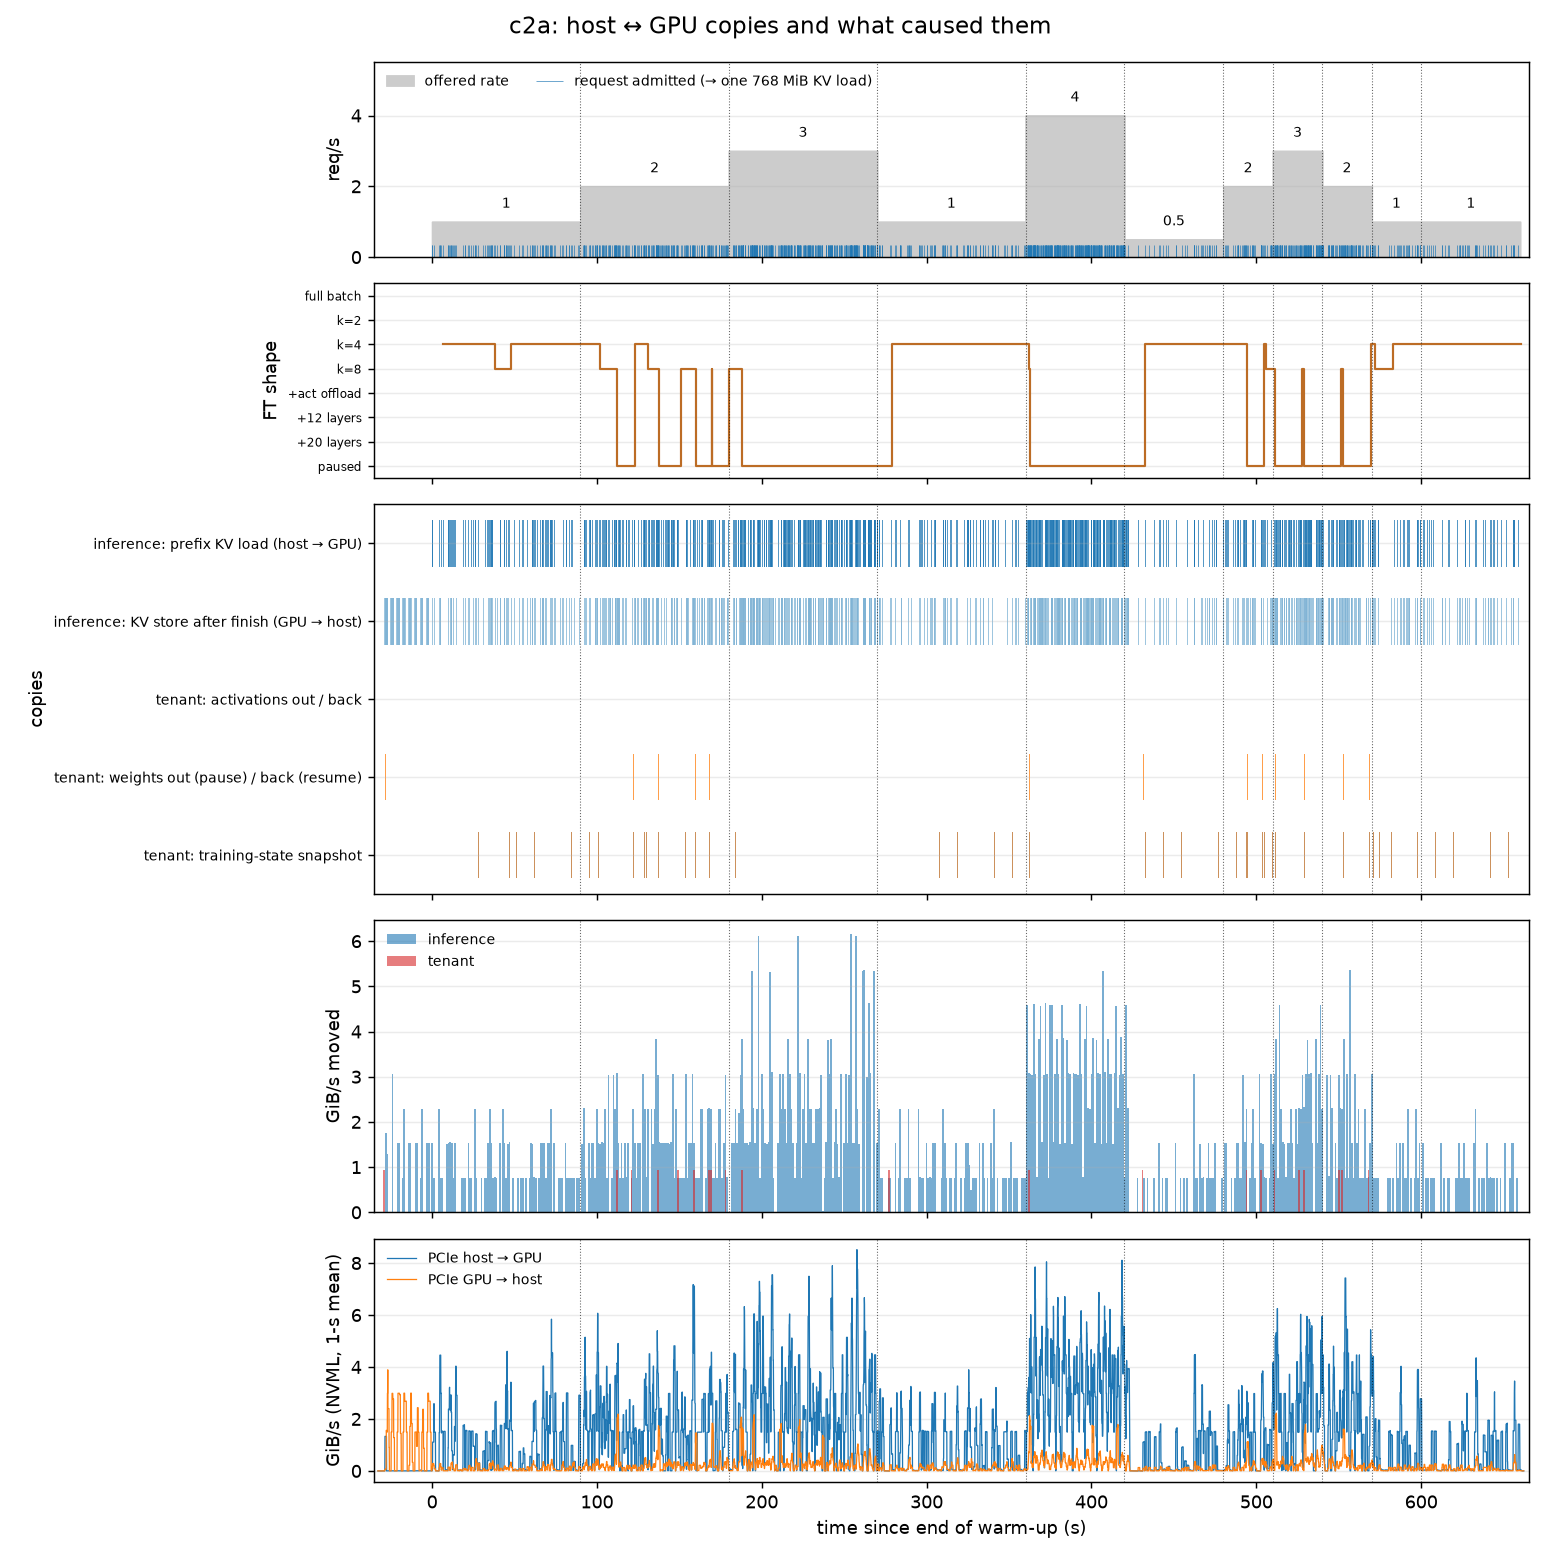 c2a: host ↔ GPU copies and what caused them
offered rate
request admitted (→ one 768 MiB KV load)
req/s
4
2
0
1
2
3
1
4
0.5
2
3
2
1
1
FT shape
full batch
k=2
k=4
k=8
+act offload
+12 layers
+20 layers
paused
copies
inference: prefix KV load (host → GPU)
inference: KV store after finish (GPU → host)
tenant: activations out / back
tenant: weights out (pause) / back (resume)
tenant: training-state snapshot
GiB/s moved
inference
tenant
6
5
4
3
2
1
0
GiB/s (NVML, 1-s mean)
PCIe host → GPU
PCIe GPU → host
8
6
4
2
0
0
100
200
300
400
500
600
time since end of warm-up (s)